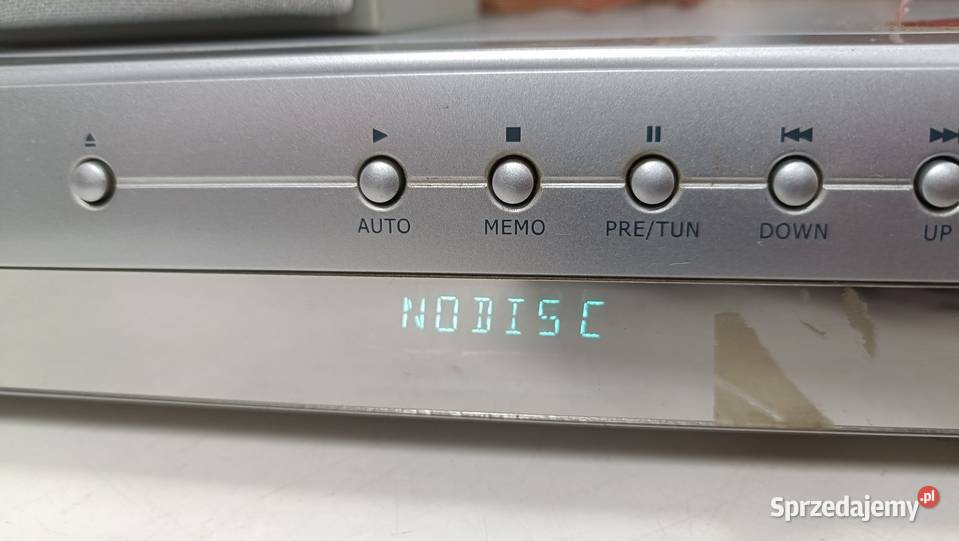 AUTO MEMO PRE/TUN DOWN UP
NODISC
Sprzedajemy.pl